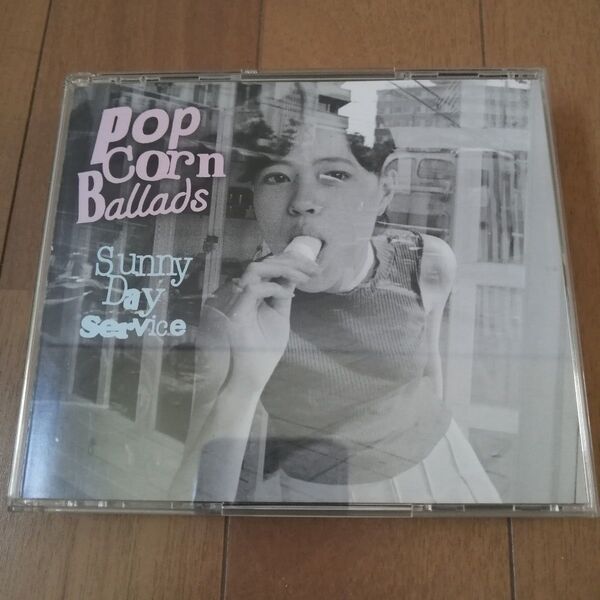 Pop
Corn
Ballads
Sunny
Day
Service